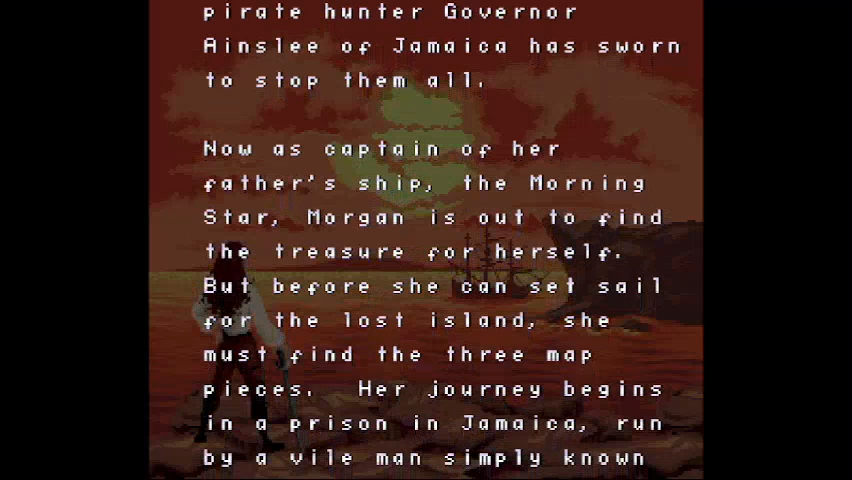 pirate hunter Governor
Ainslee of Jamaica has sworn
to stop them all.
Now as captain of her
father's ship, the Morning
Star, Morgan is out to find
the treasure for herself.
But before she can set sail
for the lost island, she
must find the three map
pieces. Her journey begins
in a prison in Jamaica, run
by a vile man simply known